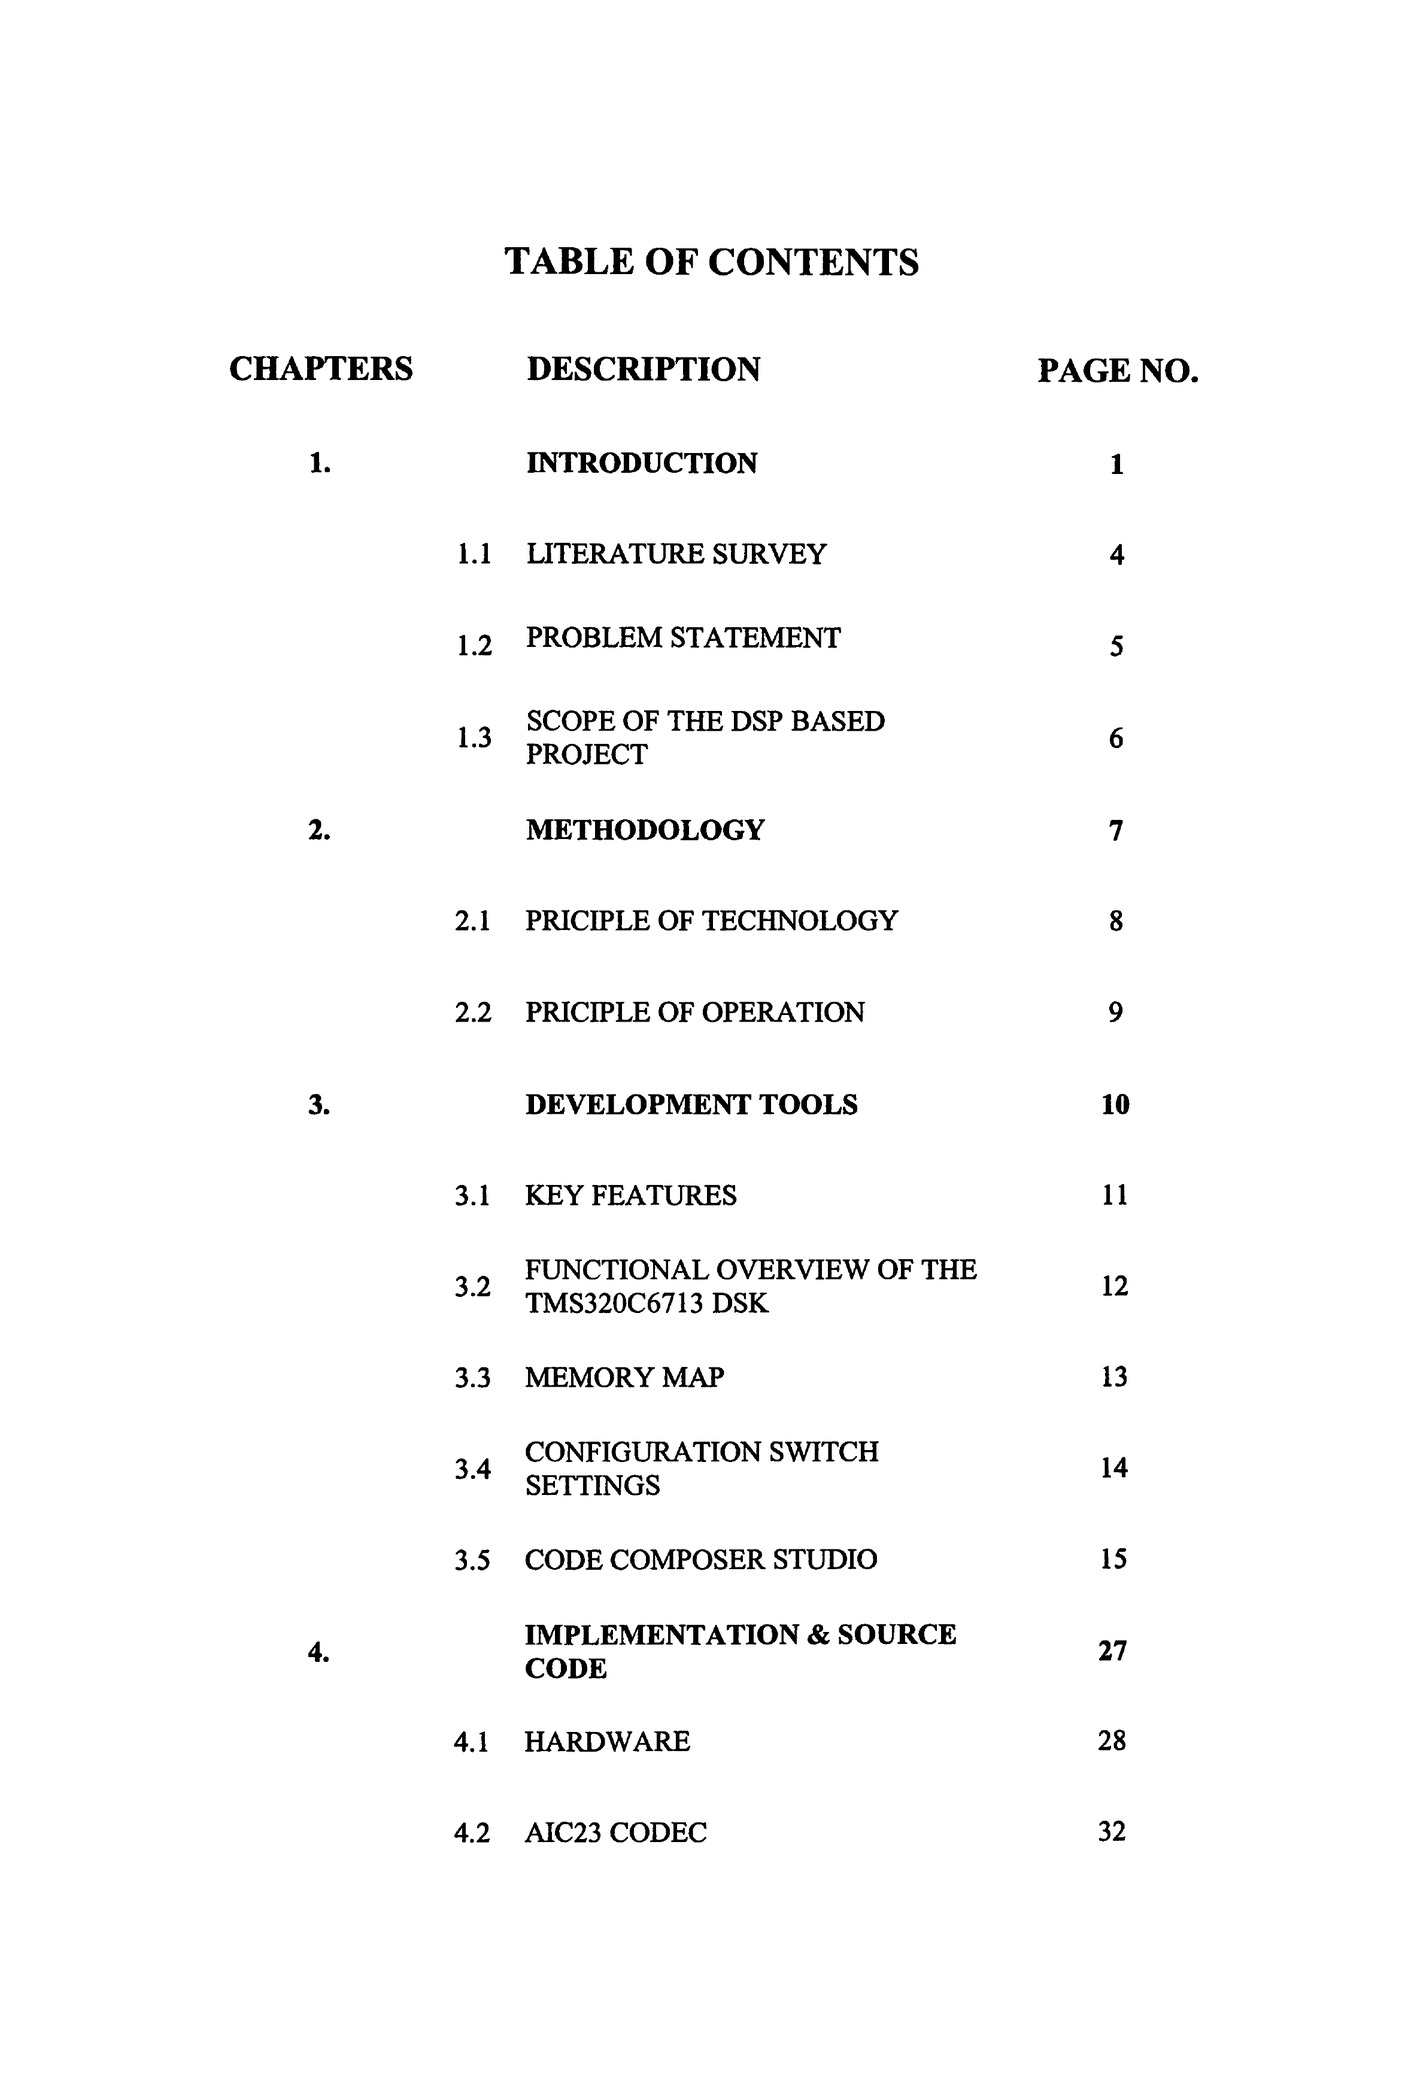 TABLE OF CONTENTS
CHAPTERS DESCRIPTION PAGE NO.
1. INTRODUCTION 1
1.1 LITERATURE SURVEY 4
1.2 PROBLEM STATEMENT 5
1.3 SCOPE OF THE DSP BASED
PROJECT 6
2. METHODOLOGY 7
2.1 PRICIPLE OF TECHNOLOGY 8
2.2 PRICIPLE OF OPERATION 9
3. DEVELOPMENT TOOLS 10
3.1 KEY FEATURES 11
3.2 FUNCTIONAL OVERVIEW OF THE
TMS320C6713 DSK 12
3.3 MEMORY MAP 13
3.4 CONFIGURATION SWITCH
SETTINGS 14
3.5 CODE COMPOSER STUDIO 15
4. IMPLEMENTATION & SOURCE
CODE 27
4.1 HARDWARE 28
4.2 AIC23 CODEC 32